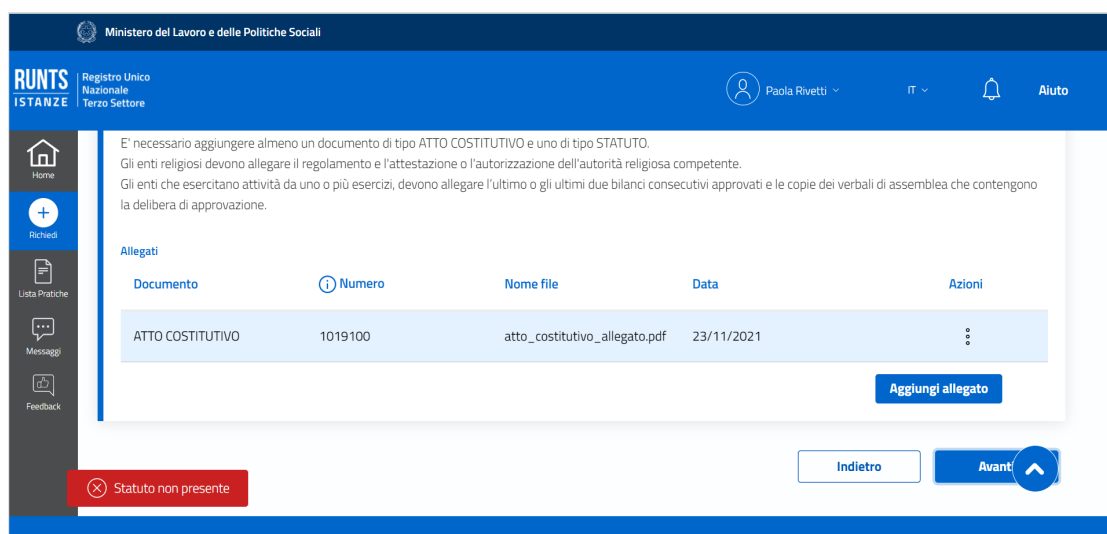 Ministero del Lavoro e delle Politiche Sociali
RUNTS
ISTANZE
Registro Unico
Nazionale
Terzo Settore
Paola Rivetti
IT
Aiuto
Home
Richiedi
Lista Pratiche
Messaggi
Feedback
E' necessario aggiungere almeno un documento di tipo ATTO COSTITUTIVO e uno di tipo STATUTO.
Gli enti religiosi devono allegare il regolamento e l'attestazione o l'autorizzazione dell'autorità religiosa competente.
Gli enti che esercitano attività da uno o più esercizi, devono allegare l'ultimo o gli ultimi due bilanci consecutivi approvati e le copie dei verbali di assemblea che contengono
la delibera di approvazione.
Allegati
Documento Numero Nome file Data Azioni
ATTO COSTITUTIVO 1019100 atto_costitutivo_allegato.pdf 23/11/2021
Aggiungi allegato
Indietro Avanti
Statuto non presente